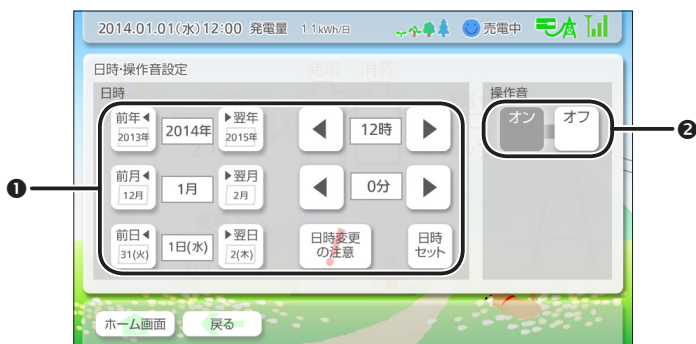 2014.01.01(水)12:00 発電量 1.1kWh/日 売電中
日時・操作音設定
発電 消費
日時
操作音
前年◀ 2013年 2014年 ▶翌年 2015年 ◀ 12時 ▶
オン オフ
❷
❶
前月◀ 12月 1月 ▶翌月 2月 ◀ 0分 ▶
前日◀ 31(火) 1日(水) ▶翌日 2(木) 日時変更の注意 日時セット
ホーム画面 戻る